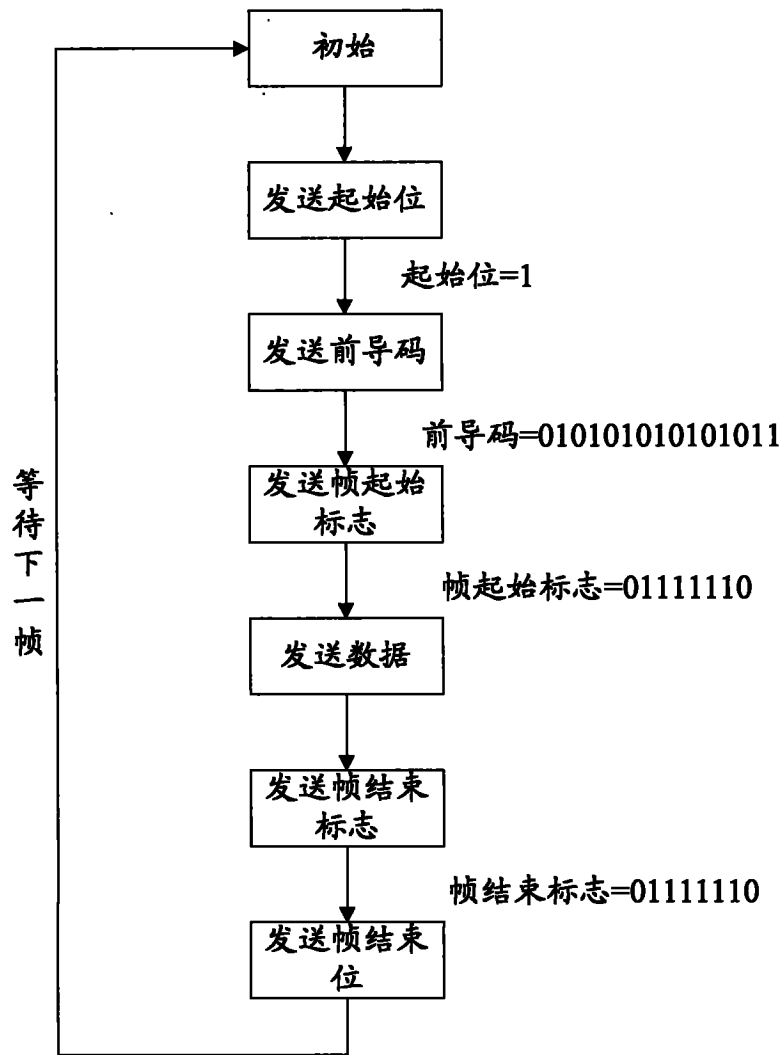 初始
发送起始位
起始位=1
发送前导码
前导码=010101010101011
发送帧起始
标志
帧起始标志=01111110
发送数据
发送帧结束
标志
帧结束标志=01111110
发送帧结束
位
等待下一帧